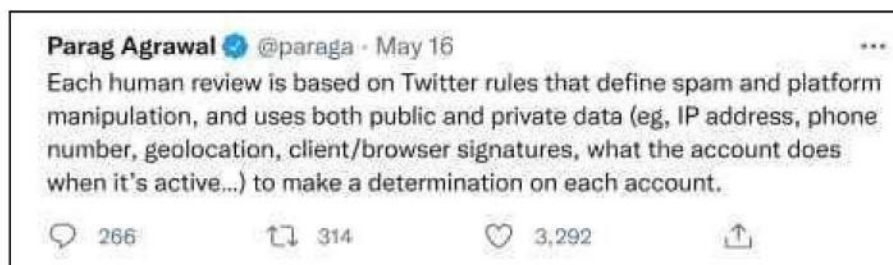 Parag Agrawal @paraga · May 16
Each human review is based on Twitter rules that define spam and platform
manipulation, and uses both public and private data (eg, IP address, phone
number, geolocation, client/browser signatures, what the account does
when it's active...) to make a determination on each account.
266 314 3,292